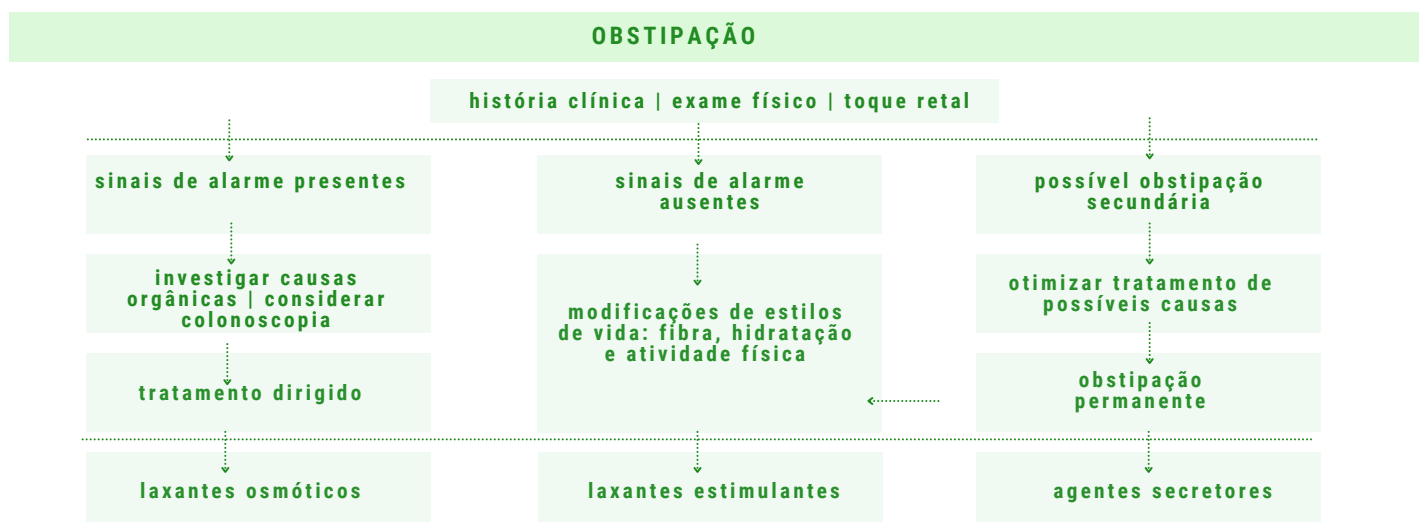 OBSTIPAÇÃO
história clínica | exame físico | toque retal
sinais de alarme presentes
sinais de alarme
ausentes
possível obstipação
secundária
investigar causas
orgânicas | considerar
colonoscopia
modificações de estilos
de vida: fibra, hidratação
e atividade física
otimizar tratamento de
possíveis causas
tratamento dirigido
obstipação
permanente
laxantes osmóticos
laxantes estimulantes
agentes secretores